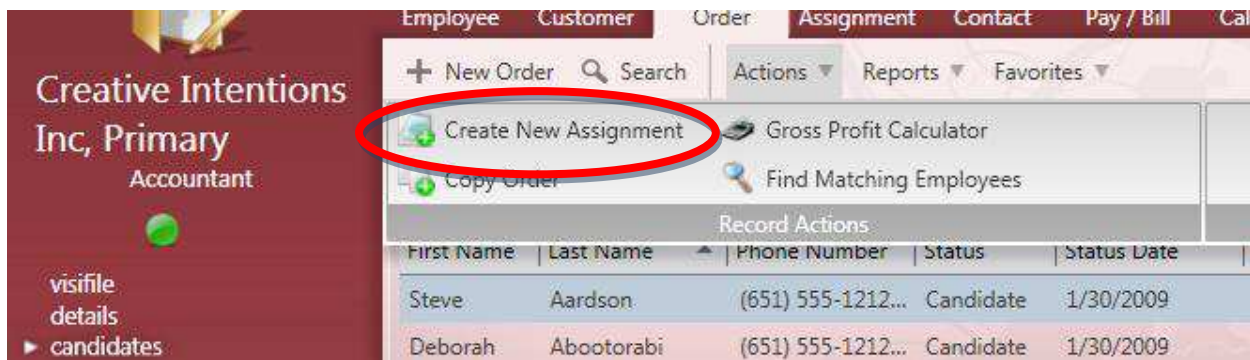 Employee Customer Order Assignment Contact Pay / Bill
New Order Search Actions Reports Favorites
Creative Intentions
Inc, Primary
Accountant
Create New Assignment Gross Profit Calculator
Copy Order Find Matching Employees
Record Actions
First Name Last Name Phone Number Status Status Date
visifile
details
candidates
Steve Aardson (651) 555-1212... Candidate 1/30/2009
Deborah Abootorabi (651) 555-1212... Candidate 1/30/2009